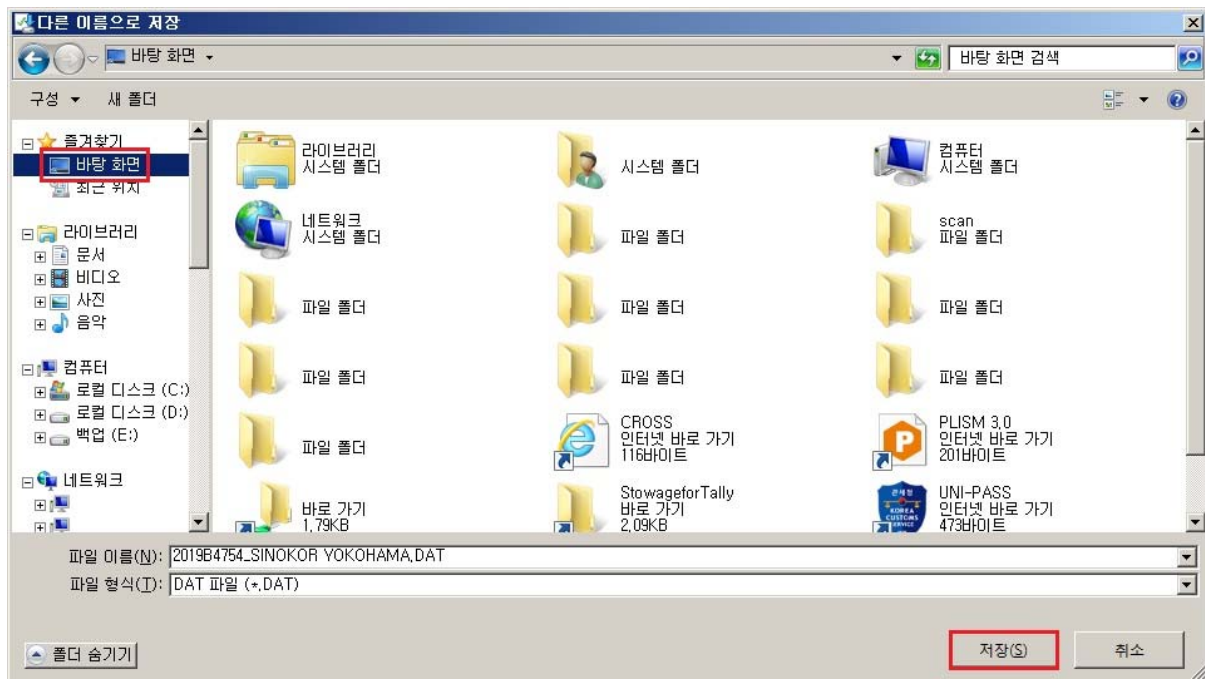 다른 이름으로 저장
바탕 화면
바탕 화면 검색
구성
새 폴더
즐겨찾기
바탕 화면
최근 위치
라이브러리
문서
비디오
사진
음악
컴퓨터
로컬 디스크 (C:)
로컬 디스크 (D:)
백업 (E:)
네트워크
라이브러리
시스템 폴더
시스템 폴더
컴퓨터
시스템 폴더
네트워크
시스템 폴더
파일 폴더
scan
파일 폴더
파일 폴더
파일 폴더
파일 폴더
파일 폴더
파일 폴더
파일 폴더
파일 폴더
CROSS
인터넷 바로 가기
116바이트
PLISM 3.0
인터넷 바로 가기
201바이트
바로 가기
1.79KB
StowageforTally
바로 가기
2.09KB
관세청
KOREA
CUSTOMS
SERVICE
UNI-PASS
인터넷 바로 가기
473바이트
파일 이름(N): 2019B4754_SINOKOR YOKOHAMA.DAT
파일 형식(T): DAT 파일 (*.DAT)
폴더 숨기기
저장(S)
취소